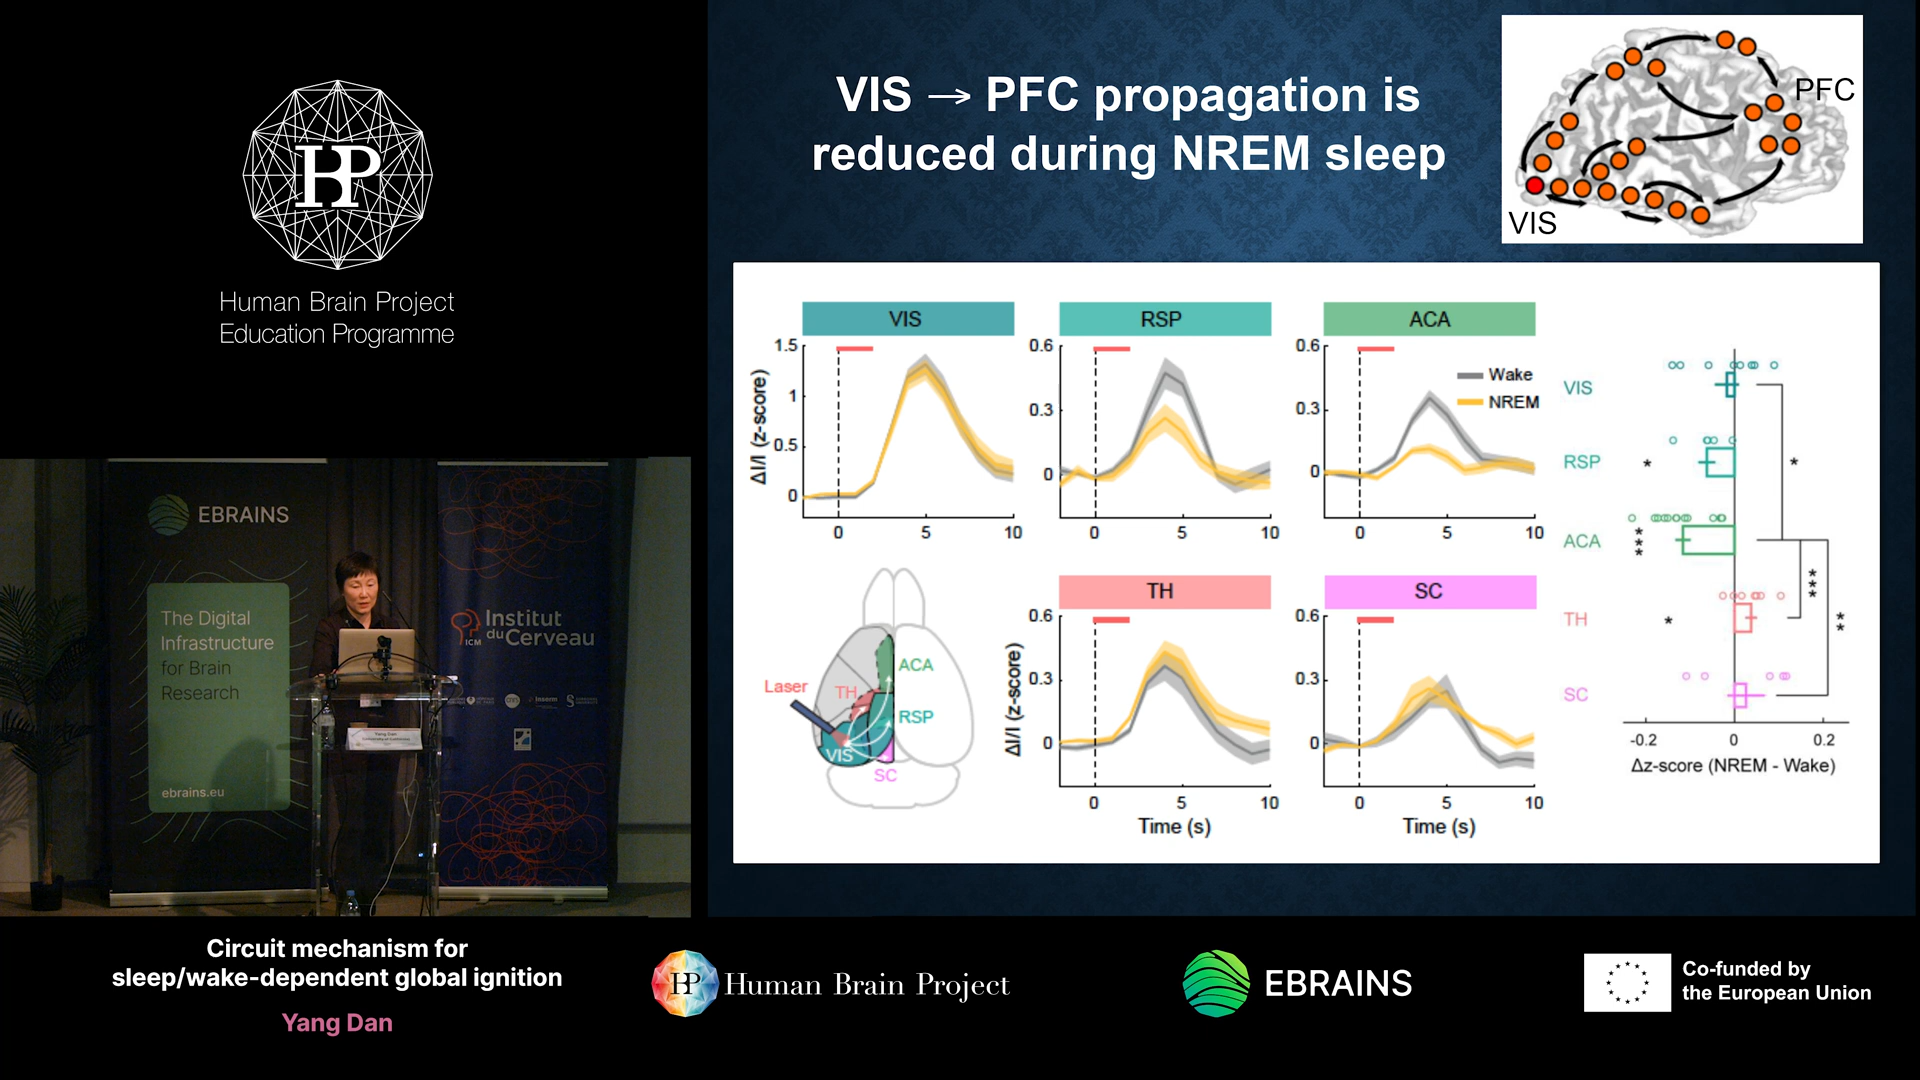 HP
Human Brain Project
Education Programme
VIS → PFC propagation is
reduced during NREM sleep
PFC
VIS
VIS
RSP
ACA
1.5
1
0.5
0
ΔI/I (z-score)
0
5
10
0.6
0.3
0
0
5
10
0.6
0.3
0
0
5
10
Wake
NREM
VIS
RSP
*
*
ACA
***
***
TH
*
**
SC
-0.2
0
0.2
Δz-score (NREM - Wake)
Laser
TH
ACA
RSP
VIS
SC
TH
SC
0.6
0.3
0
ΔI/I (z-score)
0
5
10
Time (s)
0.6
0.3
0
0
5
10
Time (s)
EBRAINS
The Digital
Infrastructure
for Brain
Research
ebrains.eu
ICM
Institut
du Cerveau
Inserm
Yang Dan
Circuit mechanism for
sleep/wake-dependent global ignition
Yang Dan
HP
Human Brain Project
EBRAINS
Co-funded by
the European Union